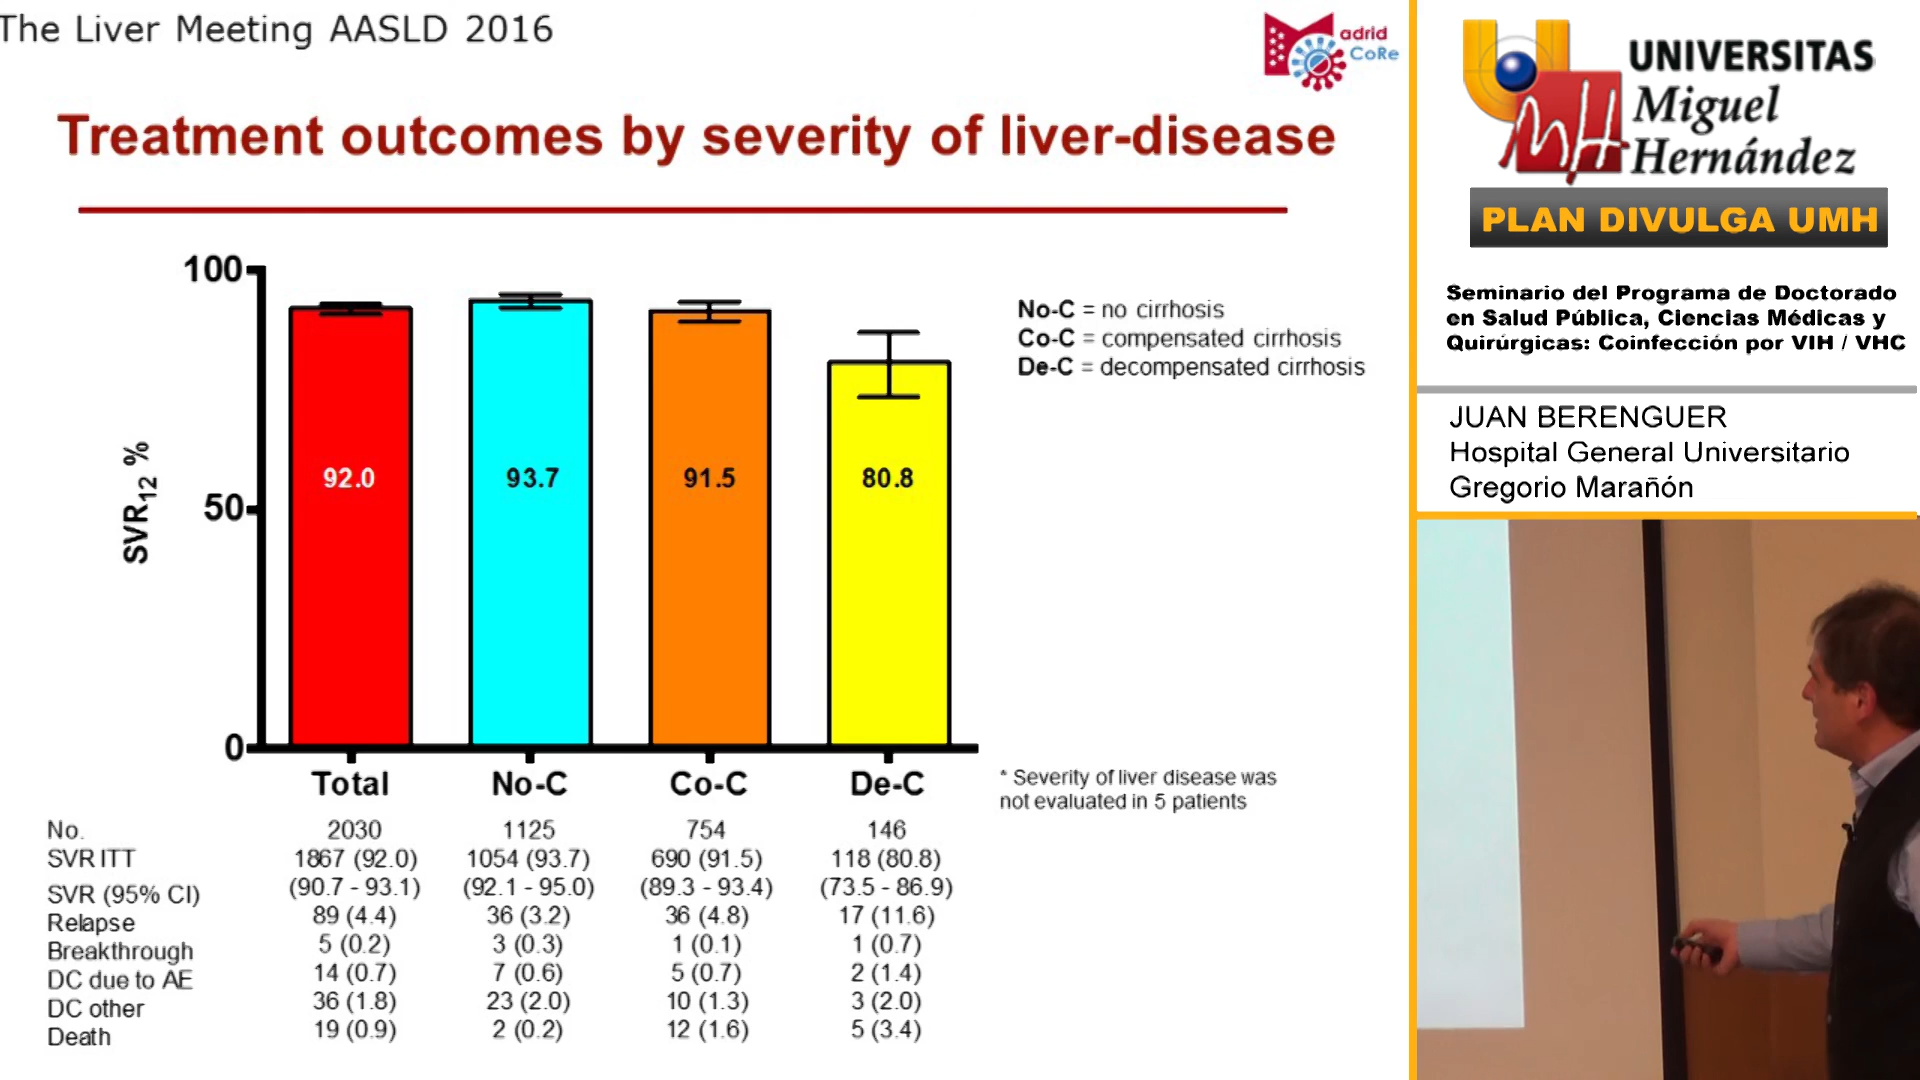 The Liver Meeting AASLD 2016
adrid
CoRe
Treatment outcomes by severity of liver-disease
100
50
0
SVR12 %
92.0
93.7
91.5
80.8
No-C = no cirrhosis
Co-C = compensated cirrhosis
De-C = decompensated cirrhosis
Total No-C Co-C De-C
* Severity of liver disease was
not evaluated in 5 patients
No. 2030 1125 754 146
SVR ITT 1867 (92.0) 1054 (93.7) 690 (91.5) 118 (80.8)
SVR (95% CI) (90.7 - 93.1) (92.1 - 95.0) (89.3 - 93.4) (73.5 - 86.9)
Relapse 89 (4.4) 36 (3.2) 36 (4.8) 17 (11.6)
Breakthrough 5 (0.2) 3 (0.3) 1 (0.1) 1 (0.7)
DC due to AE 14 (0.7) 7 (0.6) 5 (0.7) 2 (1.4)
DC other 36 (1.8) 23 (2.0) 10 (1.3) 3 (2.0)
Death 19 (0.9) 2 (0.2) 12 (1.6) 5 (3.4)
UMH
UNIVERSITAS
Miguel
Hernández
PLAN DIVULGA UMH
Seminario del Programa de Doctorado
en Salud Pública, Ciencias Médicas y
Quirúrgicas: Coinfección por VIH / VHC
JUAN BERENGUER
Hospital General Universitario
Gregorio Marañón